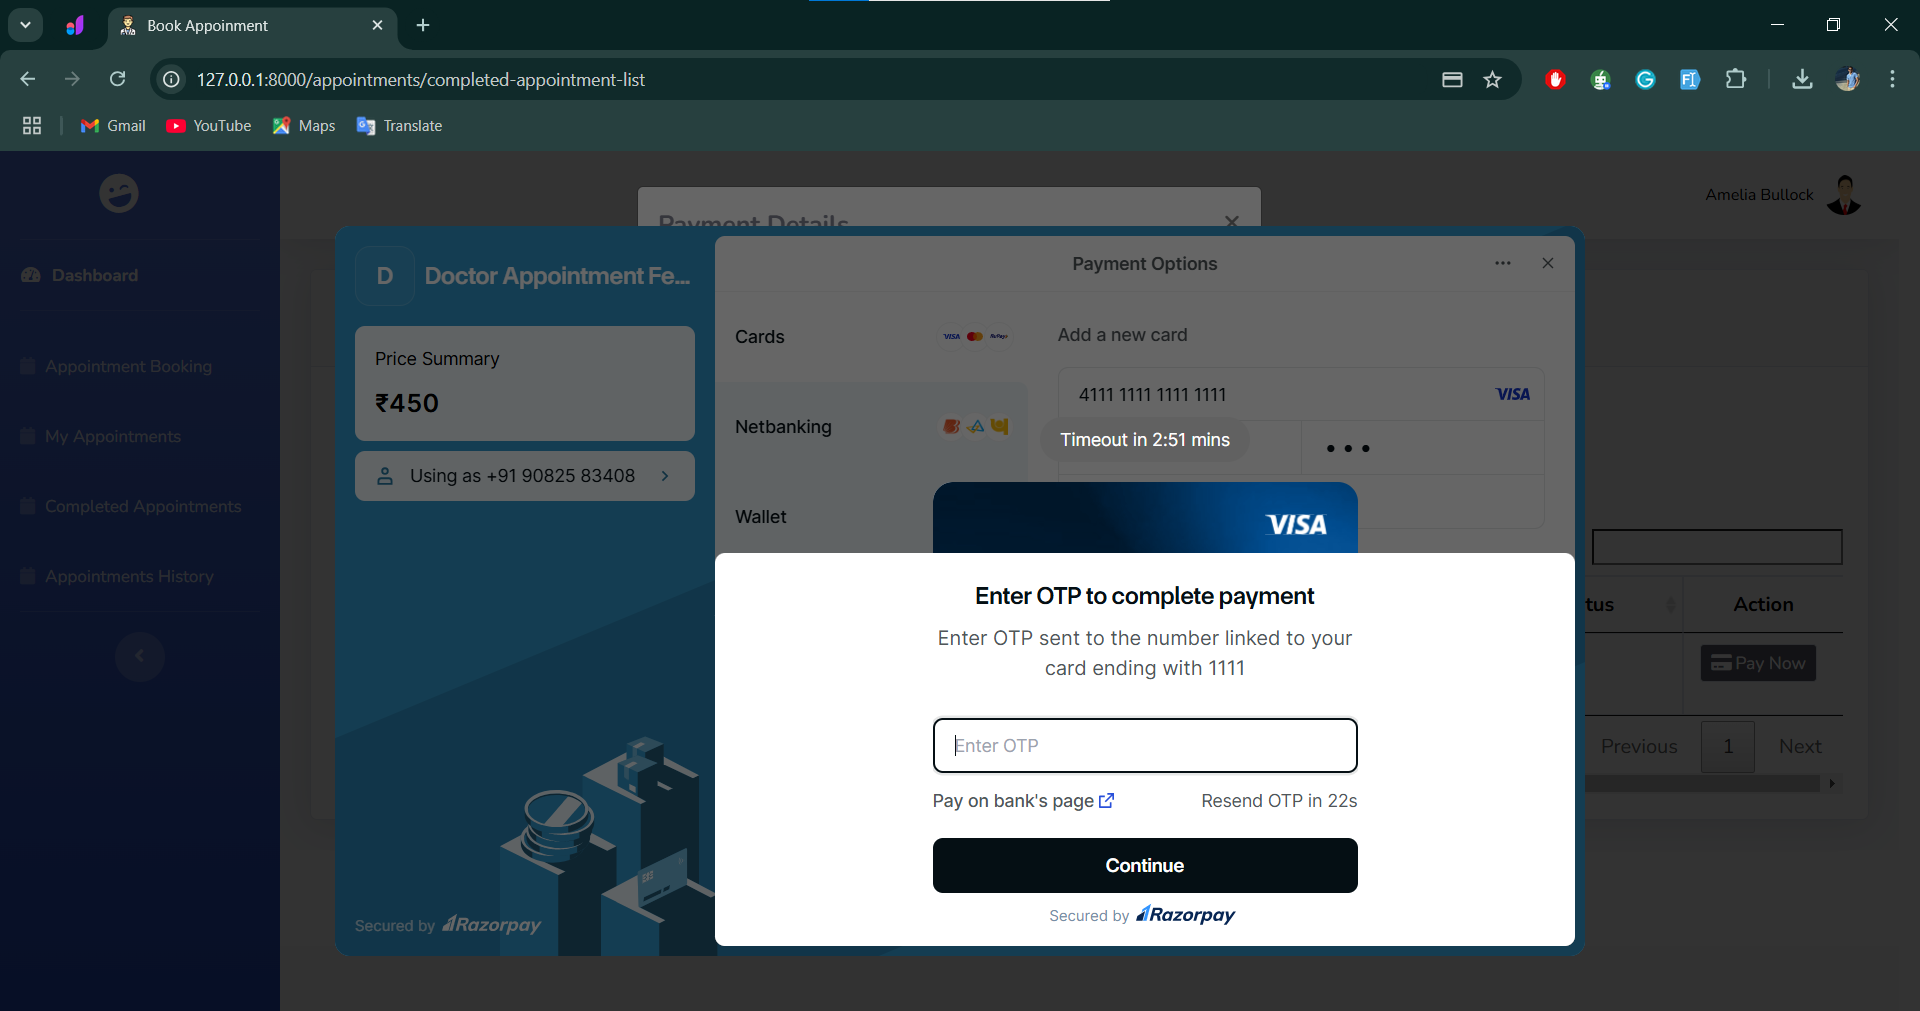 Book Appoinment
127.0.0.1:8000/appointments/completed-appointment-list
Gmail
YouTube
Maps
Translate
Amelia Bullock
Dashboard
Appointment Booking
My Appointments
Completed Appointments
Appointments History
Payment Details
D
Doctor Appointment Fe...
Price Summary
₹450
Using as +91 90825 83408
Secured by Razorpay
Payment Options
Cards
VISA
Netbanking
Wallet
Add a new card
4111 1111 1111 1111
VISA
Timeout in 2:51 mins
VISA
Enter OTP to complete payment
Enter OTP sent to the number linked to your
card ending with 1111
Enter OTP
Pay on bank's page
Resend OTP in 22s
Continue
Secured by Razorpay
tus
Action
Pay Now
Previous
1
Next